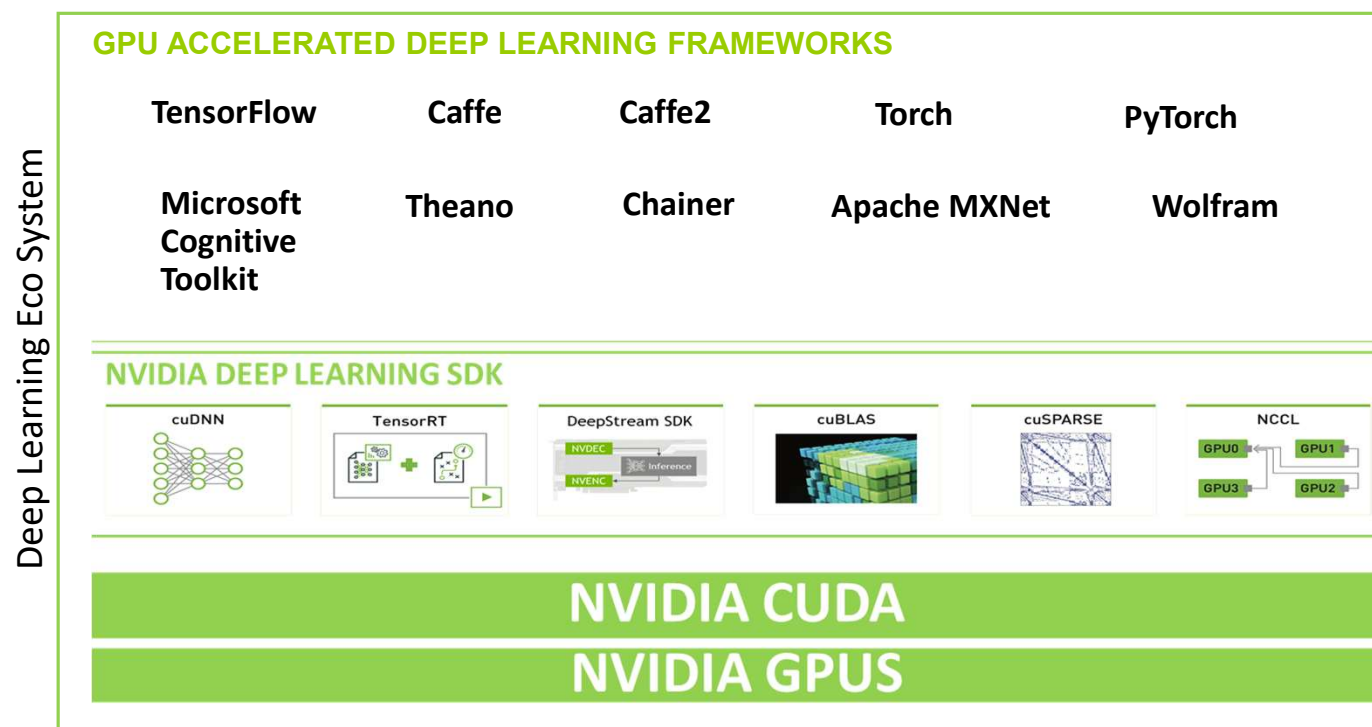 GPU ACCELERATED DEEP LEARNING FRAMEWORKS
TensorFlow
Caffe
Caffe2
Torch
PyTorch
Microsoft
Cognitive
Toolkit
Theano
Chainer
Apache MXNet
Wolfram
Deep Learning Eco System
NVIDIA DEEP LEARNING SDK
cuDNN
TensorRT
DeepStream SDK
NVDEC
Inference
NVENC
cuBLAS
cuSPARSE
NCCL
GPU0
GPU1
GPU3
GPU2
NVIDIA CUDA
NVIDIA GPUS